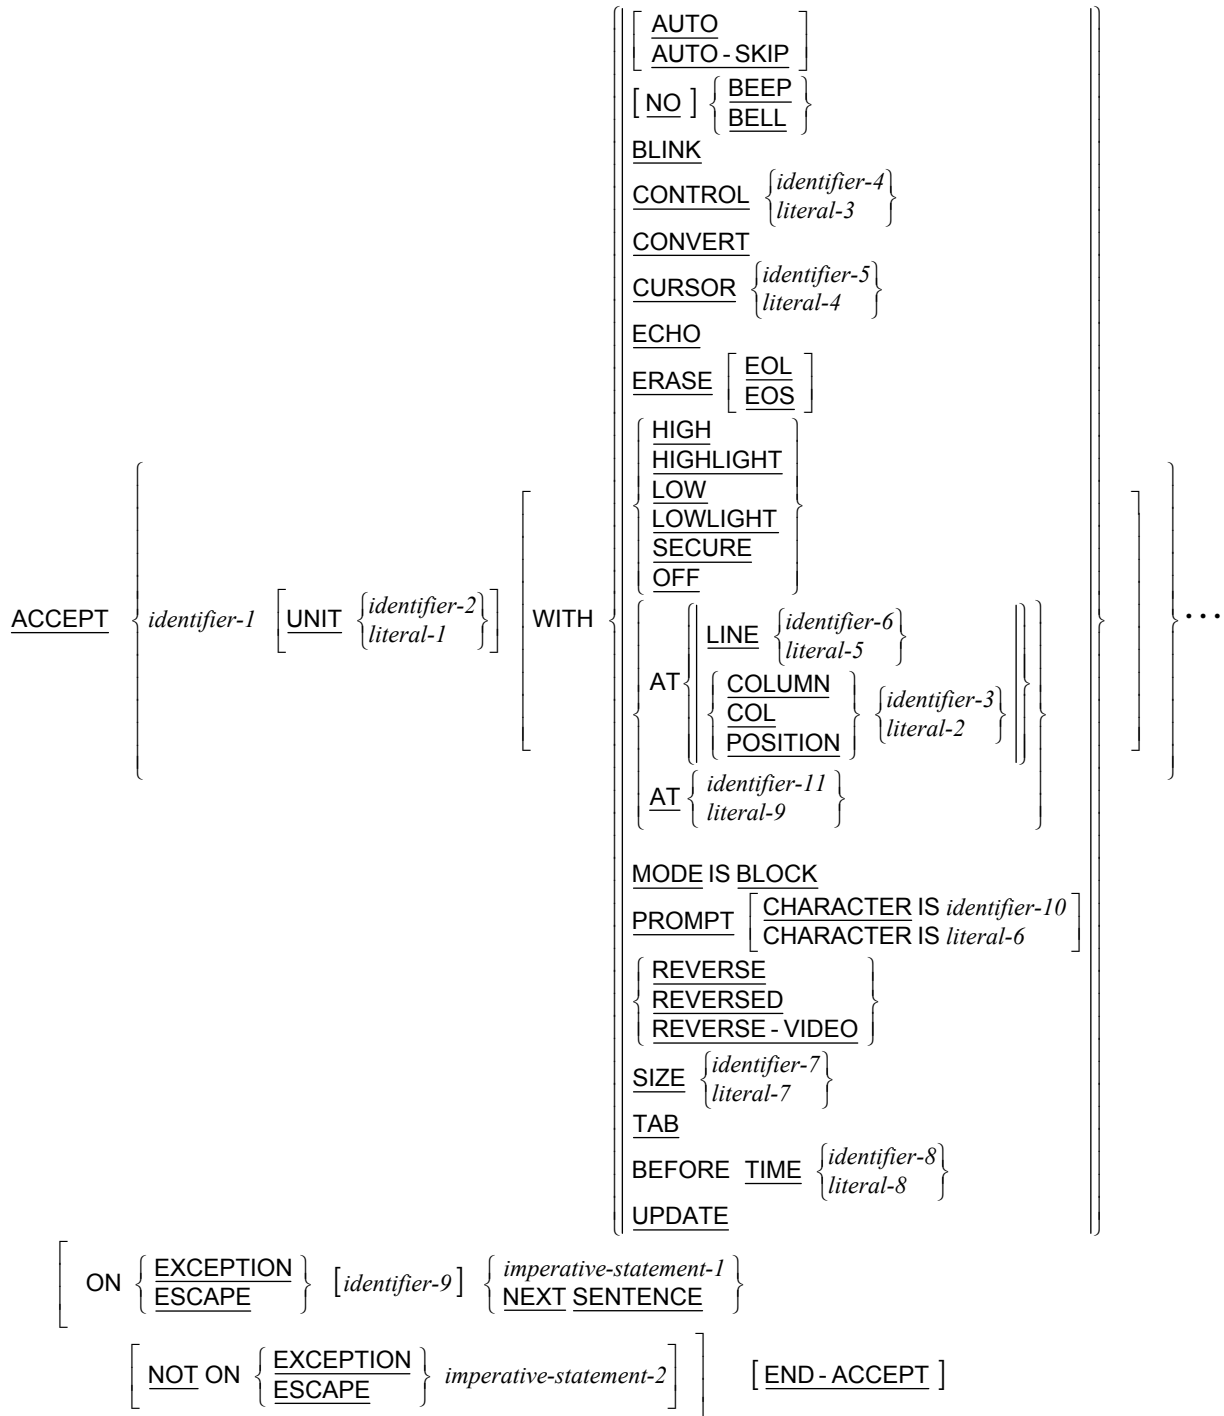 AUTO
AUTO - SKIP
[ NO ] { BEEP
BELL }
BLINK
CONTROL { identifier-4
literal-3 }
CONVERT
CURSOR { identifier-5
literal-4 }
ECHO
ERASE [ EOL
EOS ]
HIGH
HIGHLIGHT
LOW
LOWLIGHT
SECURE
OFF
ACCEPT { identifier-1 [ UNIT { identifier-2
literal-1 } ] [ WITH
AT { LINE { identifier-6
literal-5 }
{ COLUMN
COL
POSITION } { identifier-3
literal-2 }
AT { identifier-11
literal-9 }
} ...
MODE IS BLOCK
PROMPT [ CHARACTER IS identifier-10
CHARACTER IS literal-6 ]
REVERSE
REVERSED
REVERSE - VIDEO
SIZE { identifier-7
literal-7 }
TAB
BEFORE TIME { identifier-8
literal-8 }
UPDATE
[ ON { EXCEPTION
ESCAPE } [ identifier-9 ] { imperative-statement-1
NEXT SENTENCE }
[ NOT ON { EXCEPTION
ESCAPE } imperative-statement-2 ] ] [ END - ACCEPT ]